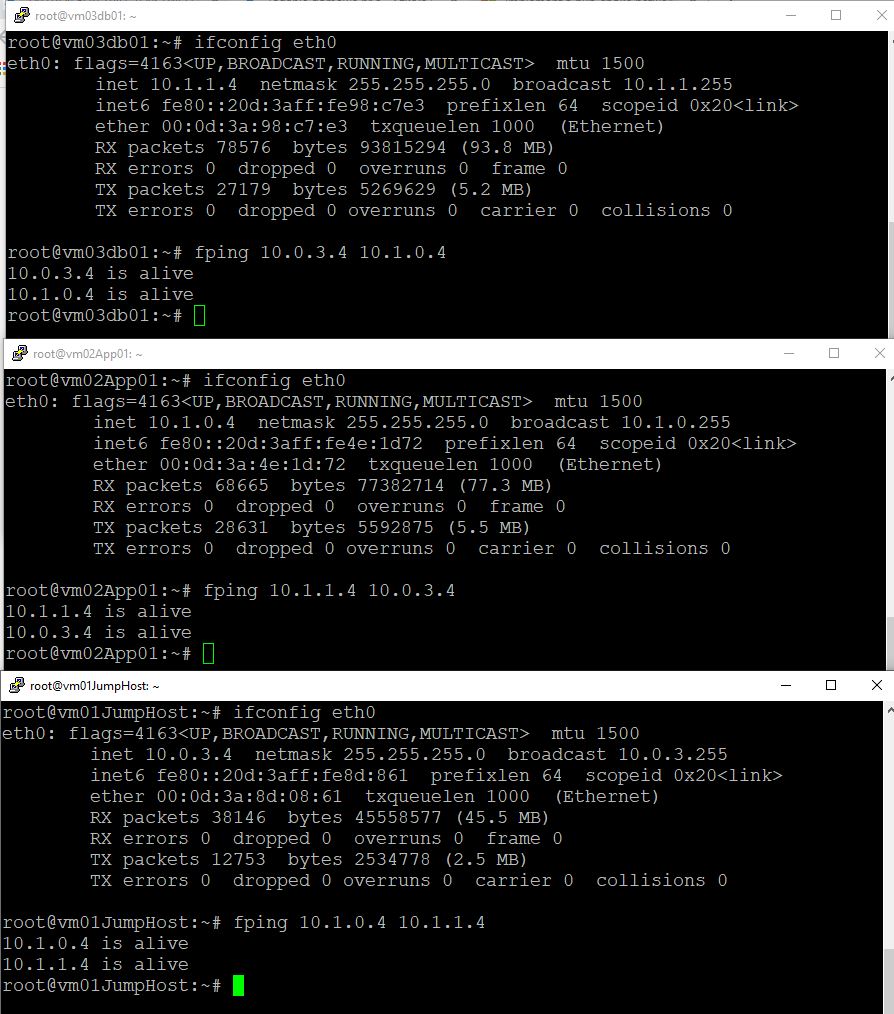 root@vm03db01: ~
root@vm03db01:~# ifconfig eth0
eth0: flags=4163<UP,BROADCAST,RUNNING,MULTICAST>  mtu 1500
        inet 10.1.1.4  netmask 255.255.255.0  broadcast 10.1.1.255
        inet6 fe80::20d:3aff:fe98:c7e3  prefixlen 64  scopeid 0x20<link>
        ether 00:0d:3a:98:c7:e3  txqueuelen 1000  (Ethernet)
        RX packets 78576  bytes 93815294 (93.8 MB)
        RX errors 0  dropped 0  overruns 0  frame 0
        TX packets 27179  bytes 5269629 (5.2 MB)
        TX errors 0  dropped 0 overruns 0  carrier 0  collisions 0
root@vm03db01:~# fping 10.0.3.4 10.1.0.4
10.0.3.4 is alive
10.1.0.4 is alive
root@vm03db01:~#
root@vm02App01: ~
root@vm02App01:~# ifconfig eth0
eth0: flags=4163<UP,BROADCAST,RUNNING,MULTICAST>  mtu 1500
        inet 10.1.0.4  netmask 255.255.255.0  broadcast 10.1.0.255
        inet6 fe80::20d:3aff:fe4e:1d72  prefixlen 64  scopeid 0x20<link>
        ether 00:0d:3a:4e:1d:72  txqueuelen 1000  (Ethernet)
        RX packets 68665  bytes 77382714 (77.3 MB)
        RX errors 0  dropped 0  overruns 0  frame 0
        TX packets 28631  bytes 5592875 (5.5 MB)
        TX errors 0  dropped 0 overruns 0  carrier 0  collisions 0
root@vm02App01:~# fping 10.1.1.4 10.0.3.4
10.1.1.4 is alive
10.0.3.4 is alive
root@vm02App01:~#
root@vm01JumpHost: ~
root@vm01JumpHost:~# ifconfig eth0
eth0: flags=4163<UP,BROADCAST,RUNNING,MULTICAST>  mtu 1500
        inet 10.0.3.4  netmask 255.255.255.0  broadcast 10.0.3.255
        inet6 fe80::20d:3aff:fe8d:861  prefixlen 64  scopeid 0x20<link>
        ether 00:0d:3a:8d:08:61  txqueuelen 1000  (Ethernet)
        RX packets 38146  bytes 45558577 (45.5 MB)
        RX errors 0  dropped 0  overruns 0  frame 0
        TX packets 12753  bytes 2534778 (2.5 MB)
        TX errors 0  dropped 0 overruns 0  carrier 0  collisions 0
root@vm01JumpHost:~# fping 10.1.0.4 10.1.1.4
10.1.0.4 is alive
10.1.1.4 is alive
root@vm01JumpHost:~#